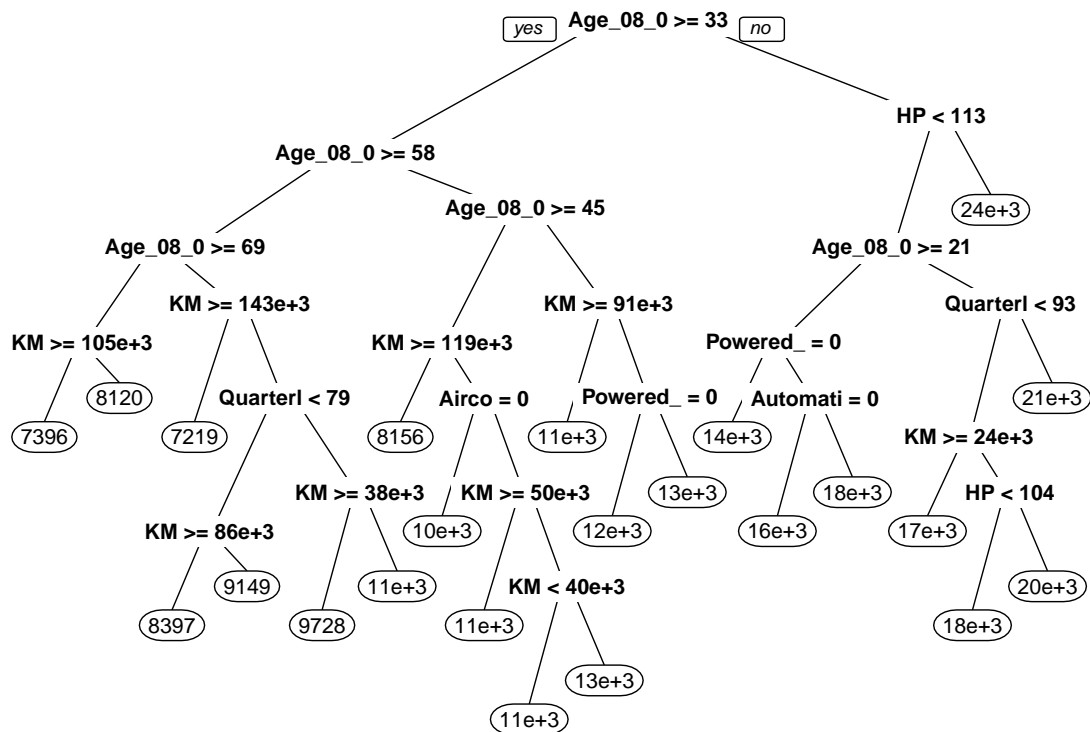 yes Age_08_0 >= 33 no
HP < 113
Age_08_0 >= 58
24e+3
Age_08_0 >= 45
Age_08_0 >= 69
Age_08_0 >= 21
KM >= 143e+3
KM >= 91e+3
QuarterI < 93
KM >= 105e+3
KM >= 119e+3
Powered_ = 0
8120
QuarterI < 79
Airco = 0
Powered_ = 0
Automati = 0
21e+3
7396
7219
8156
11e+3
14e+3
KM >= 24e+3
KM >= 38e+3
KM >= 50e+3
13e+3
18e+3
HP < 104
KM >= 86e+3
10e+3
12e+3
16e+3
17e+3
9149
11e+3
KM < 40e+3
20e+3
8397
9728
11e+3
18e+3
13e+3
11e+3